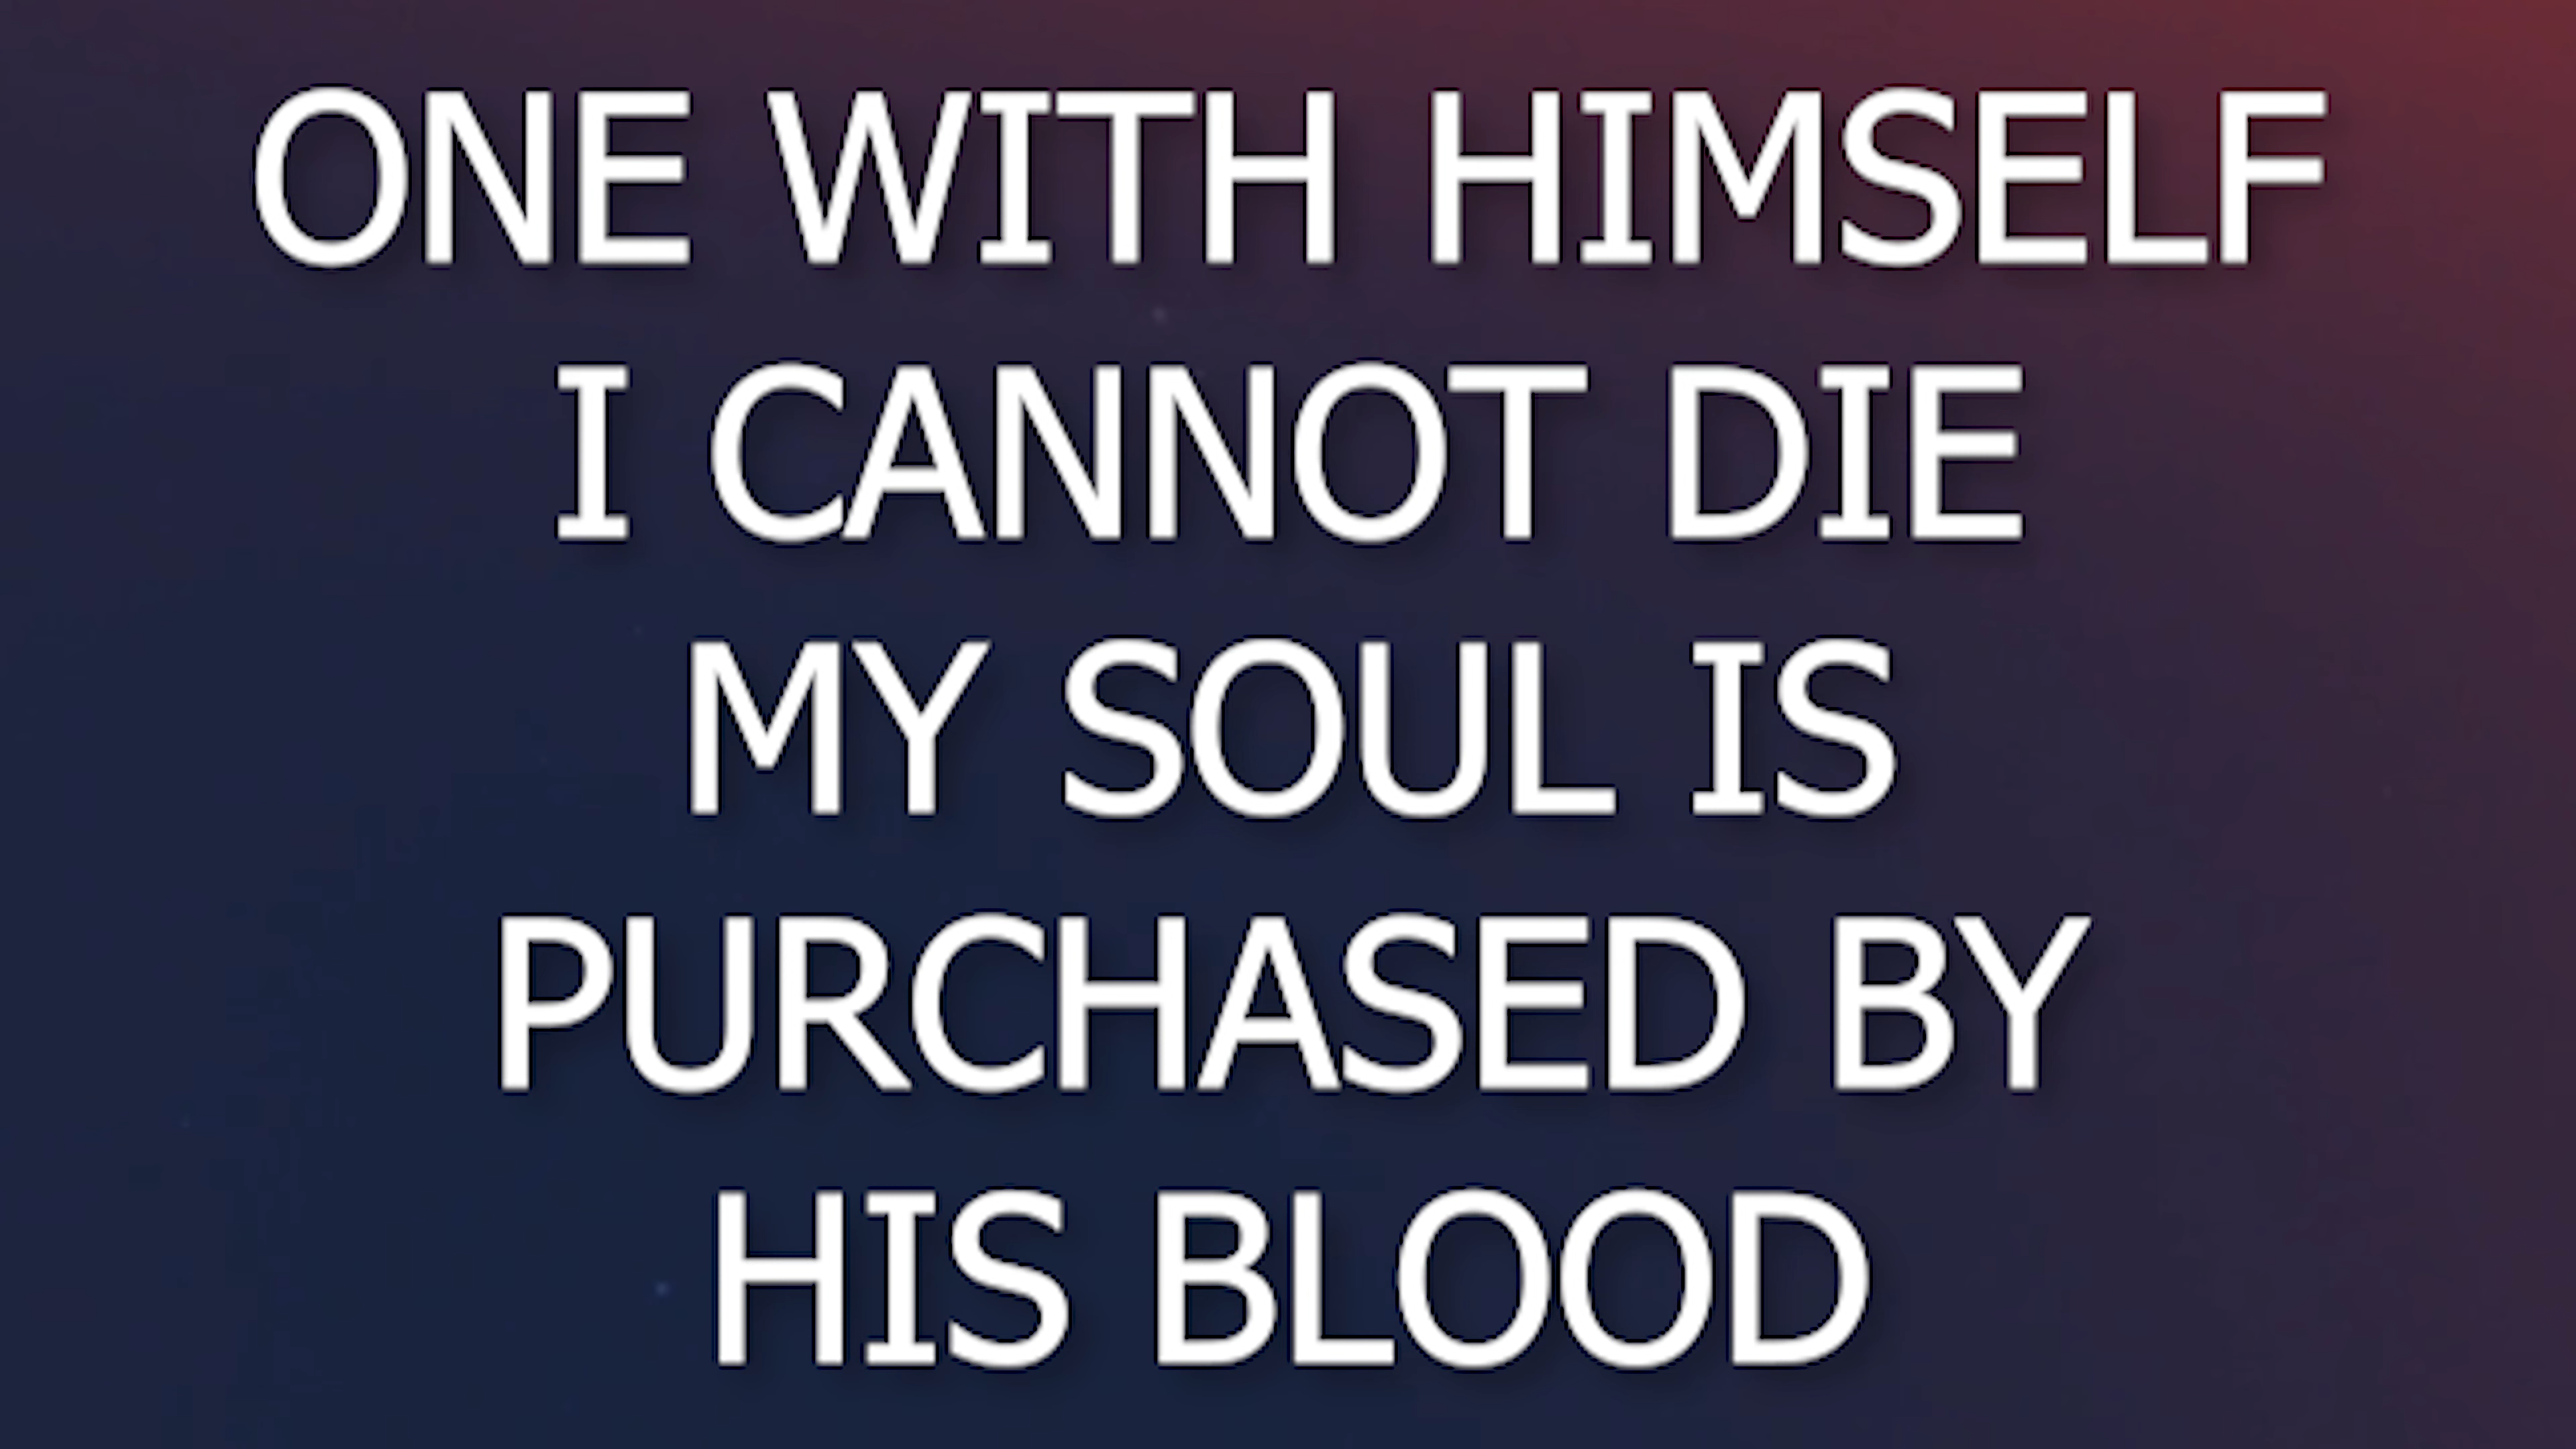 ONE WITH HIMSELF
I CANNOT DIE
MY SOUL IS
PURCHASED BY
HIS BLOOD